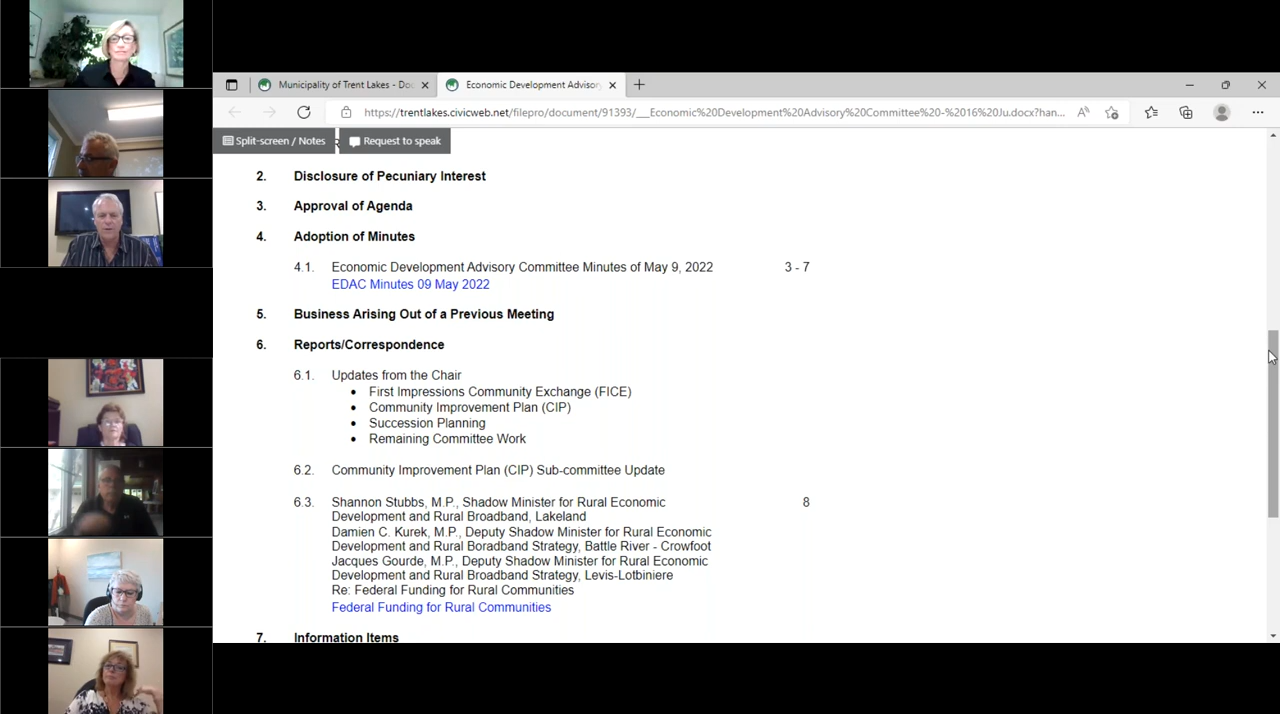 Municipality of Trent Lakes - Dou
Economic Development Advisory
https://trentlakes.civicweb.net/filepro/document/91393/__Economic%20Development%20Advisory%20Committee%20-%2016%20Ju.docx?han...
Split-screen / Notes
Request to speak
2. Disclosure of Pecuniary Interest
3. Approval of Agenda
4. Adoption of Minutes
4.1. Economic Development Advisory Committee Minutes of May 9, 2022 3 - 7
EDAC Minutes 09 May 2022
5. Business Arising Out of a Previous Meeting
6. Reports/Correspondence
6.1. Updates from the Chair
• First Impressions Community Exchange (FICE)
• Community Improvement Plan (CIP)
• Succession Planning
• Remaining Committee Work
6.2. Community Improvement Plan (CIP) Sub-committee Update
6.3. Shannon Stubbs, M.P., Shadow Minister for Rural Economic 8
Development and Rural Broadband, Lakeland
Damien C. Kurek, M.P., Deputy Shadow Minister for Rural Economic
Development and Rural Boradband Strategy, Battle River - Crowfoot
Jacques Gourde, M.P., Deputy Shadow Minister for Rural Economic
Development and Rural Broadband Strategy, Levis-Lotbiniere
Re: Federal Funding for Rural Communities
Federal Funding for Rural Communities
7. Information Items